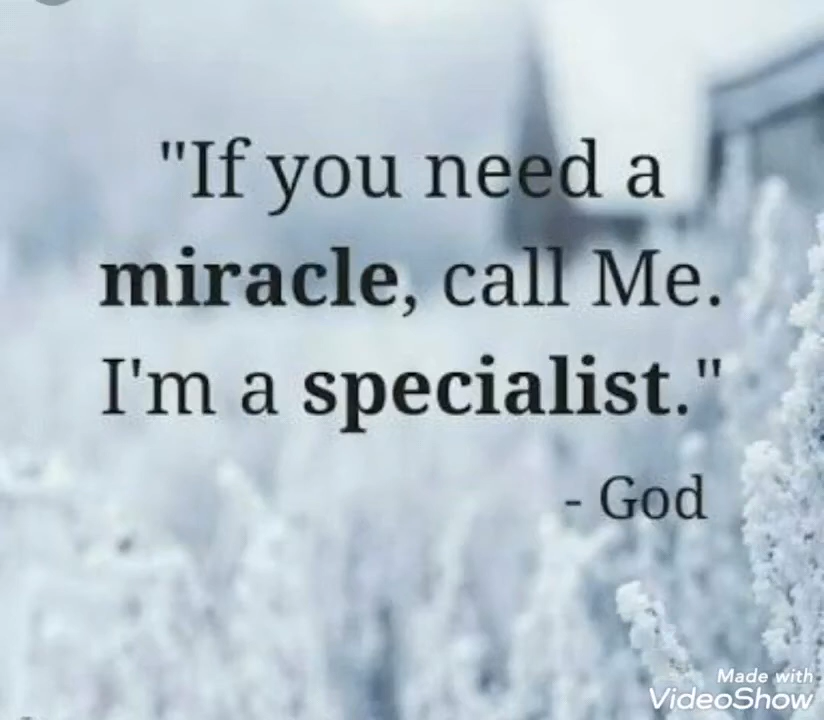 "If you need a
miracle, call Me.
I'm a specialist."
- God
Made with
VideoShow